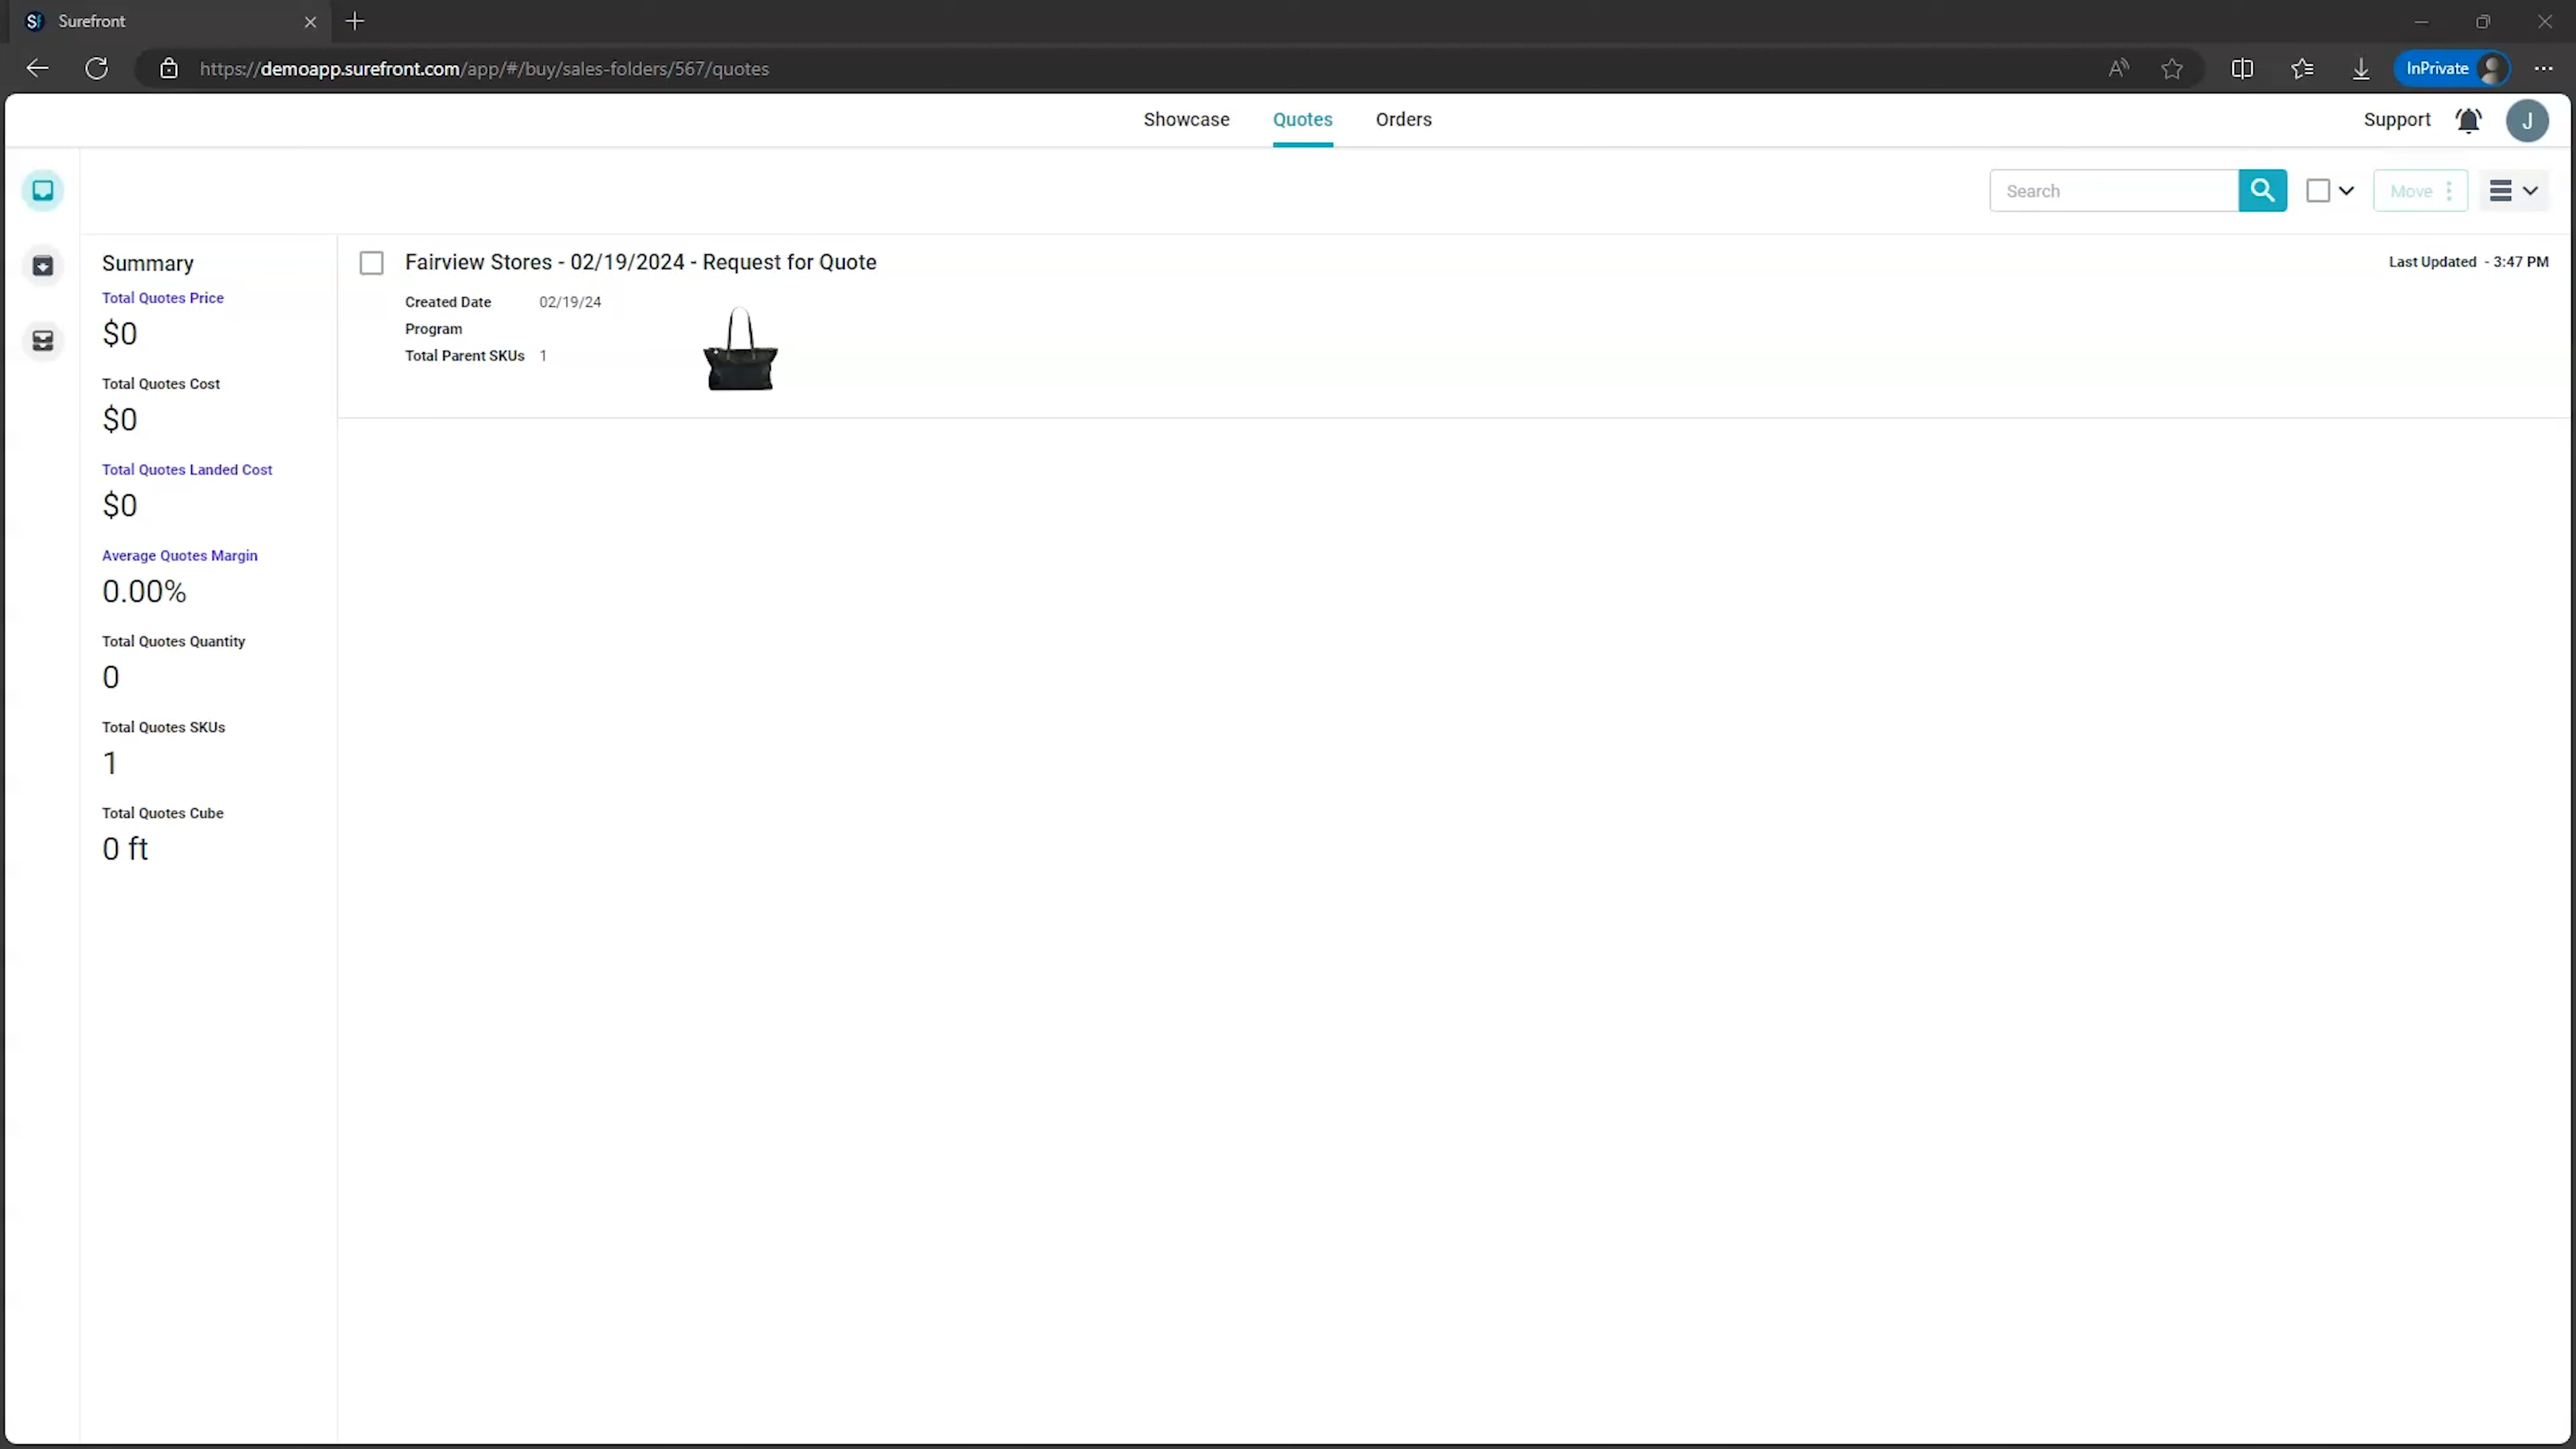 Surefront
https://demoapp.surefront.com/app/#/buy/sales-folders/567/quotes
InPrivate
Showcase
Quotes
Orders
Support
J
Search
Move
Summary
Total Quotes Price
$0
Total Quotes Cost
$0
Total Quotes Landed Cost
$0
Average Quotes Margin
0.00%
Total Quotes Quantity
0
Total Quotes SKUs
1
Total Quotes Cube
0 ft
Fairview Stores - 02/19/2024 - Request for Quote
Last Updated - 3:47 PM
Created Date 02/19/24
Program
Total Parent SKUs 1